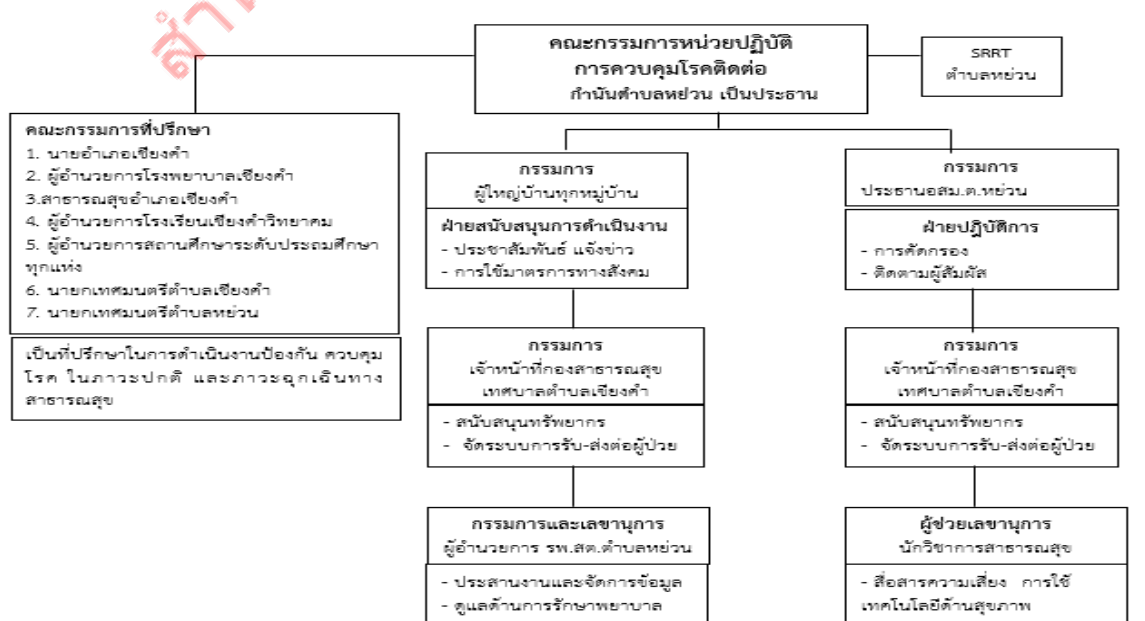 สำ
คณะกรรมการหน่วยปฏิบัติ
การควบคุมโรคติดต่อ
กำนันตำบลหย่วน เป็นประธาน
SRRT
ตำบลหย่วน
คณะกรรมการที่ปรึกษา
1. นายอำเภอเชียงคำ
2. ผู้อำนวยการโรงพยาบาลเชียงคำ
3.สาธารณสุขอำเภอเชียงคำ
4. ผู้อำนวยการโรงเรียนเชียงคำวิทยาคม
5. ผู้อำนวยการสถานศึกษาระดับประถมศึกษา
ทุกแห่ง
6. นายกเทศมนตรีตำบลเชียงคำ
7. นายกเทศมนตรีตำบลหย่วน
เป็นที่ปรึกษาในการดำเนินงานป้องกัน ควบคุม
โรค ในภาวะปกติ และภาวะฉุกเฉินทาง
สาธารณสุข
กรรมการ
ผู้ใหญ่บ้านทุกหมู่บ้าน
ฝ่ายสนับสนุนการดำเนินงาน
- ประชาสัมพันธ์ แจ้งข่าว
- การใช้มาตรการทางสังคม
กรรมการ
เจ้าหน้าที่กองสาธารณสุข
เทศบาลตำบลเชียงคำ
- สนับสนุนทรัพยากร
- จัดระบบการรับ-ส่งต่อผู้ป่วย
กรรมการและเลขานุการ
ผู้อำนวยการ รพ.สต.ตำบลหย่วน
- ประสานงานและจัดการข้อมูล
- ดูแลด้านการรักษาพยาบาล
กรรมการ
ประธานอสม.ต.หย่วน
ฝ่ายปฏิบัติการ
- การคัดกรอง
- ติดตามผู้สัมผัส
กรรมการ
เจ้าหน้าที่กองสาธารณสุข
เทศบาลตำบลเชียงคำ
- สนับสนุนทรัพยากร
- จัดระบบการรับ-ส่งต่อผู้ป่วย
ผู้ช่วยเลขานุการ
นักวิชาการสาธารณสุข
- สื่อสารความเสี่ยง การใช้
เทคโนโลยีด้านสุขภาพ